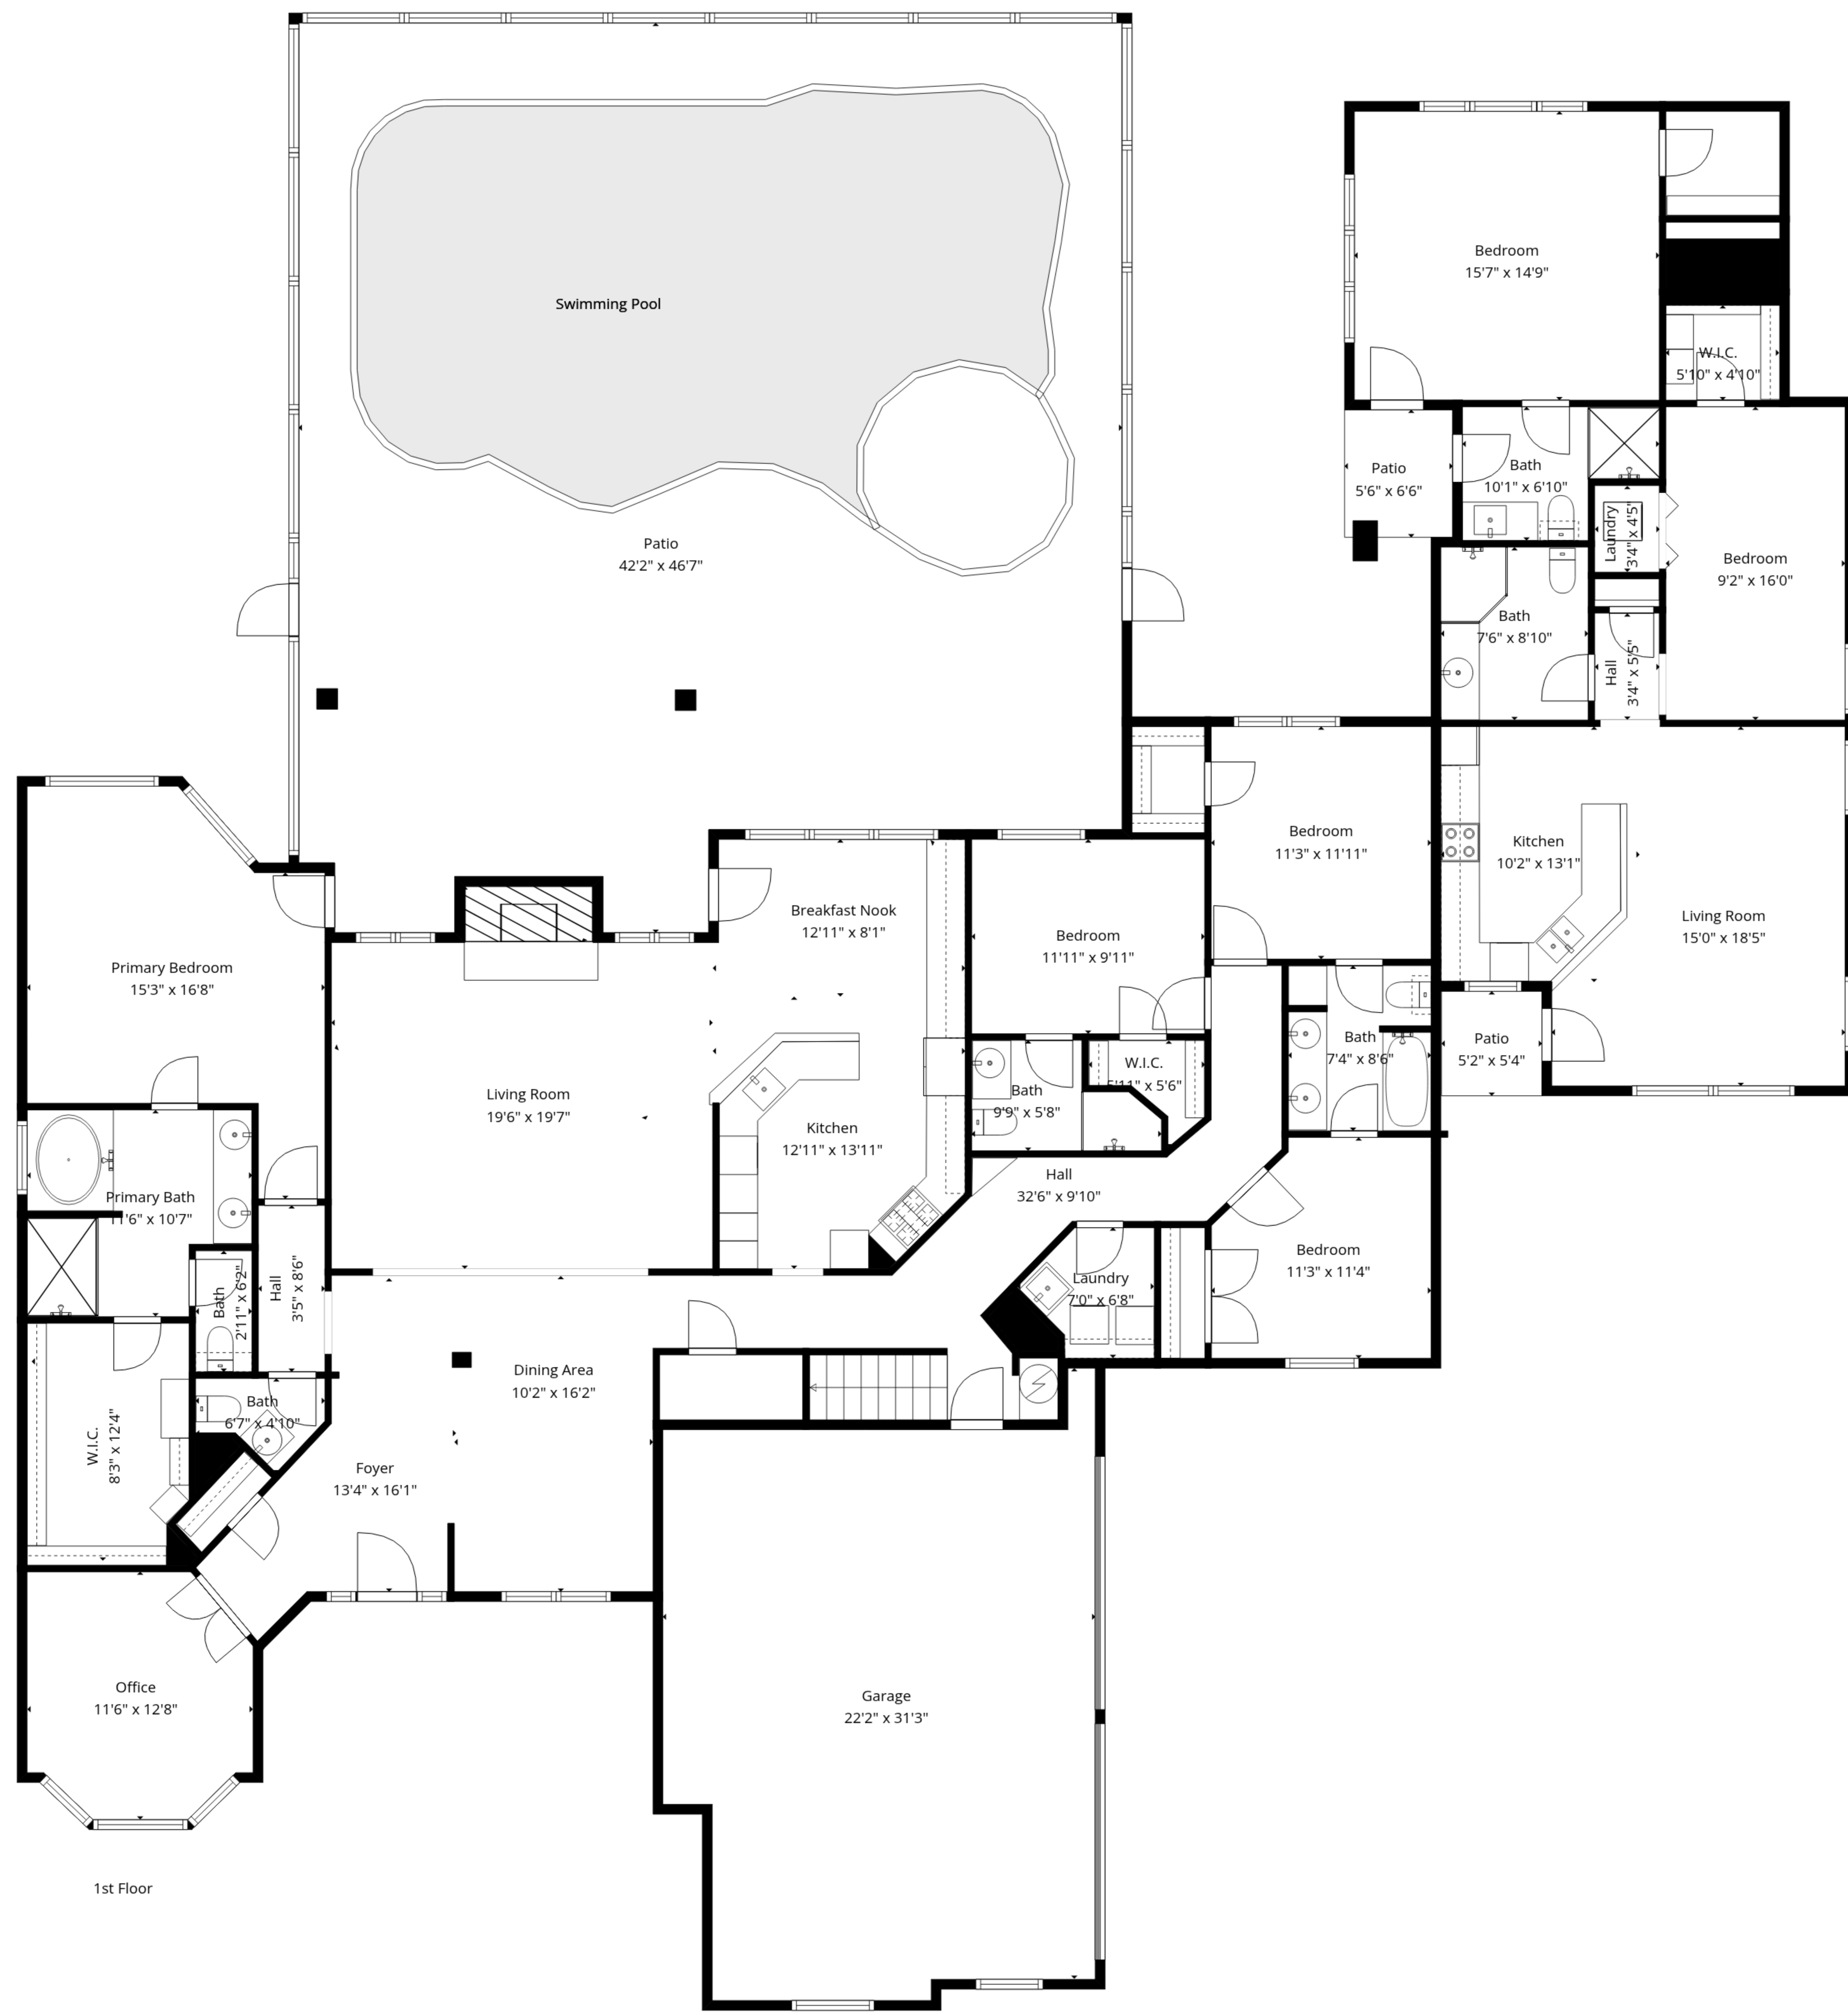 Bedroom
15'7" x 14'9"
Swimming Pool
W.I.C.
5'10" x 4'10"
Patio
5'6" x 6'6"
Bath
10'1" x 6'10"
Laundry
3'4" x 4'5"
Patio
42'2" x 46'7"
Bedroom
9'2" x 16'0"
Bath
7'6" x 8'10"
Hall
3'4" x 5'5"
Bedroom
11'3" x 11'11"
Kitchen
10'2" x 13'1"
Breakfast Nook
12'11" x 8'1"
Living Room
15'0" x 18'5"
Bedroom
11'11" x 9'11"
Primary Bedroom
15'3" x 16'8"
Bath
7'4" x 8'6"
Patio
5'2" x 5'4"
W.I.C.
5'11" x 5'6"
Living Room
19'6" x 19'7"
Bath
9'9" x 5'8"
Kitchen
12'11" x 13'11"
Hall
32'6" x 9'10"
Primary Bath
11'6" x 10'7"
Bedroom
11'3" x 11'4"
Laundry
7'0" x 6'8"
Hall
3'5" x 8'6"
Bath
2'11" x 6'2"
Dining Area
10'2" x 16'2"
Bath
6'7" x 4'10"
W.I.C.
8'3" x 12'4"
Foyer
13'4" x 16'1"
Office
11'6" x 12'8"
Garage
22'2" x 31'3"
1st Floor